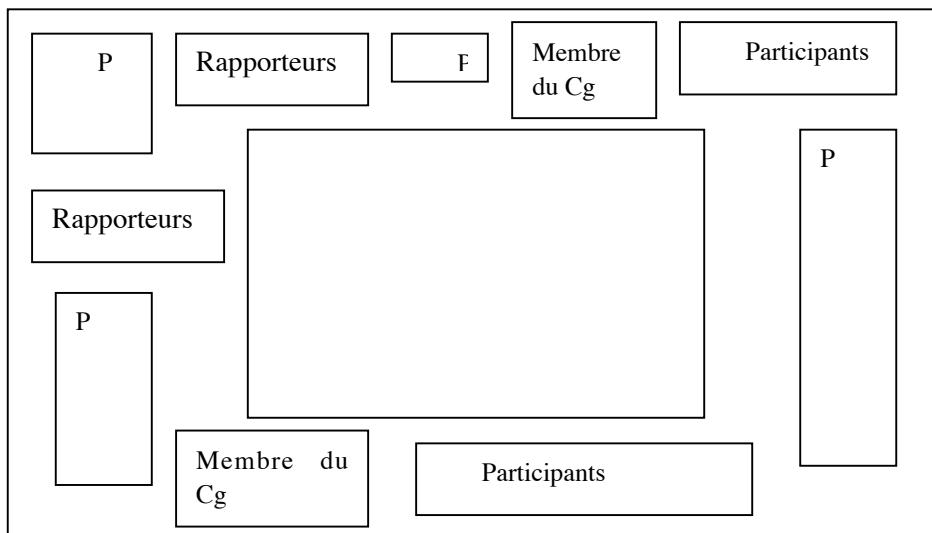 P
Rapporteurs
P
Membre
du Cg
Participants
P
Rapporteurs
P
Membre du
Cg
Participants